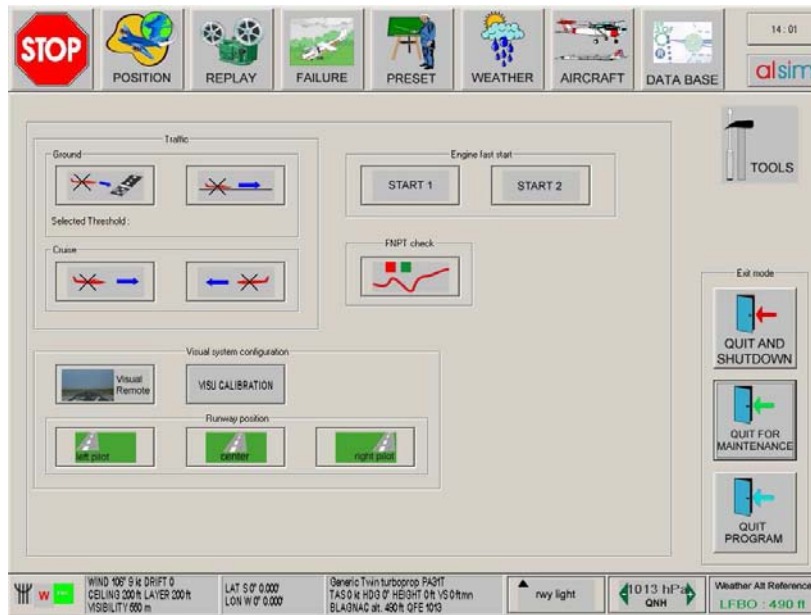 STOP
POSITION
REPLAY
FAILURE
PRESET
WEATHER
AIRCRAFT
DATA BASE
14:01
alsim
Traffic
Ground
Selected Threshold :
Cruise
Engine fast start
START 1
START 2
FNPT check
TOOLS
Exit mode
QUIT AND
SHUTDOWN
QUIT FOR
MAINTENANCE
QUIT
PROGRAM
Visual system configuration
Visual
Remote
VISU CALIBRATION
Runway position
left pilot
center
right pilot
W
WIND 106° 9 kt DRIFT 0
CEILING 200 ft LAYER 200 ft
VISIBILITY 550 m
LAT S 0° 0.000'
LON W 0° 0.000'
Generic Twin turboprop PA31T
TAS 0 kt HDG 0° HEIGHT 0 ft VS 0 ftmn
BLAGNAC alt. 490 ft QFE 1013
rwy light
1013 hPa
QNH
Weather Alt Reference
LFBO : 490 ft